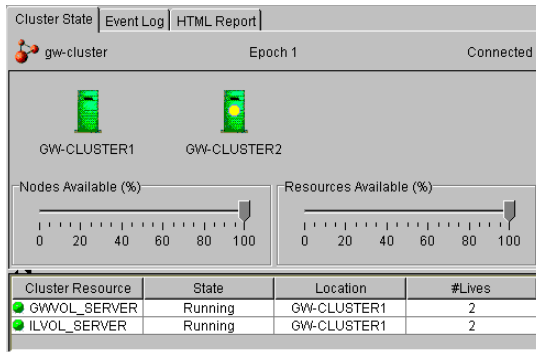 Cluster State Event Log HTML Report
gw-cluster Epoch 1 Connected
GW-CLUSTER1 GW-CLUSTER2
Nodes Available (%) Resources Available (%)
0 20 40 60 80 100 0 20 40 60 80 100
Cluster Resource State Location #Lives
GWVOL_SERVER Running GW-CLUSTER1 2
ILVOL_SERVER Running GW-CLUSTER1 2